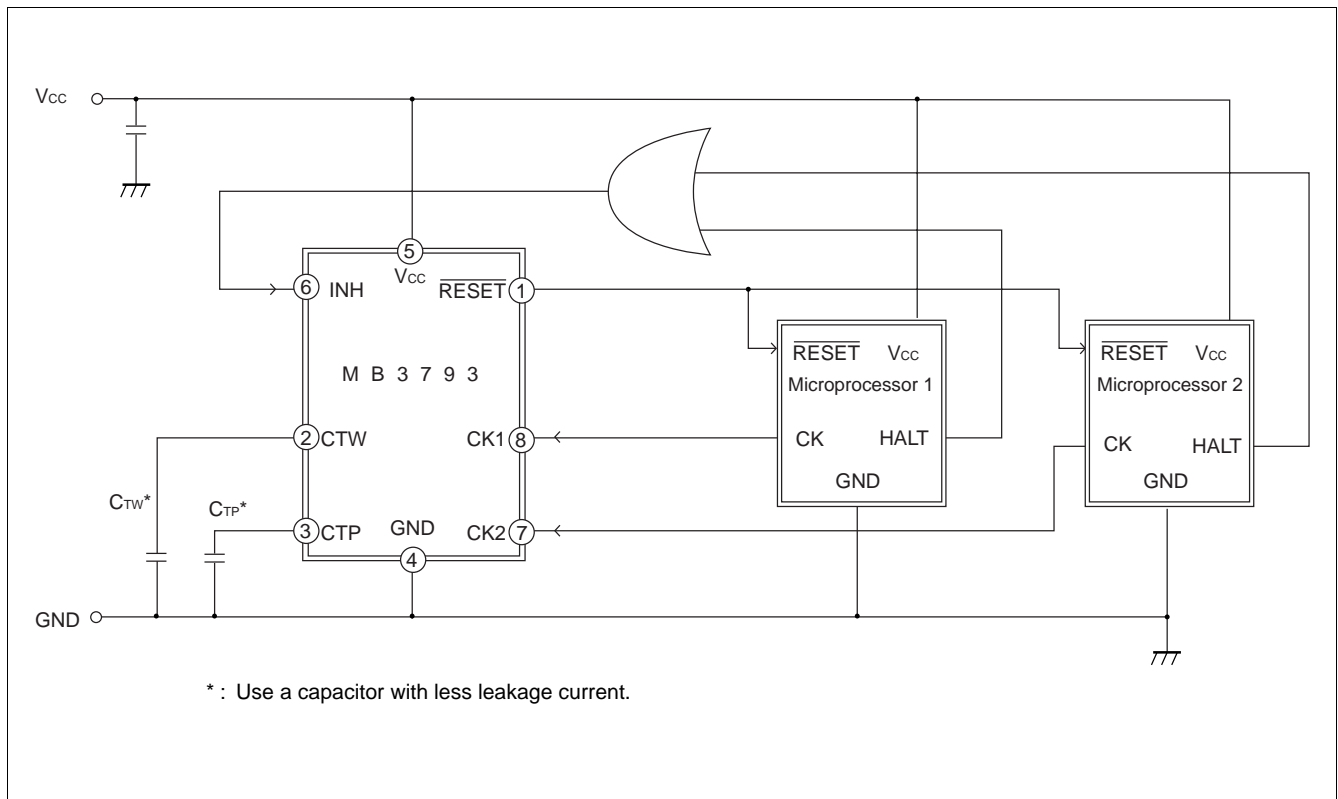 Vcc
5
Vcc
6 INH
RESET 1
M B 3 7 9 3
2 CTW
CK1 8
3 CTP
GND
4
CK2 7
CTW*
CTP*
RESET Vcc
Microprocessor 1
CK HALT
GND
RESET Vcc
Microprocessor 2
CK HALT
GND
GND
* : Use a capacitor with less leakage current.